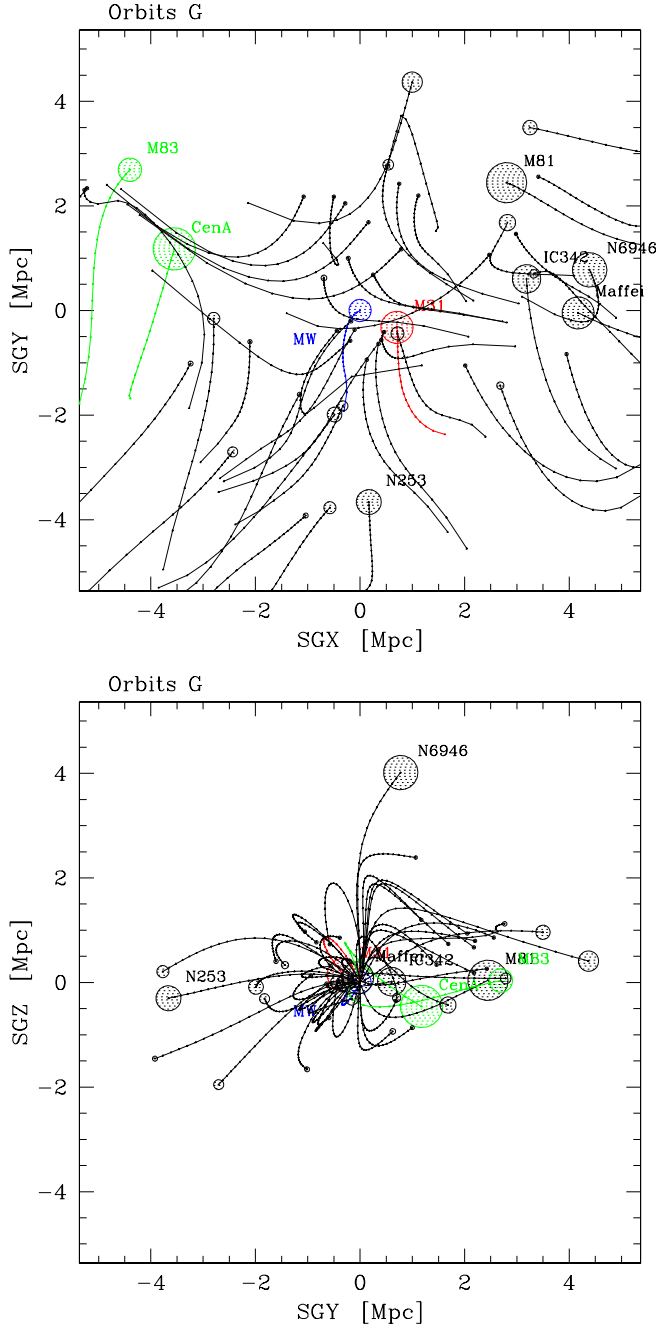 Orbits G
4
M83
M81
2
CenA
N6946
IC342
Maffei
M31
0
MW
−2
N253
−4
−4 −2 0 2 4
SGX [Mpc]
SGY [Mpc]
Orbits G
N6946
4
2
Maffei IC342 M81
N253
CenA
0
MW
−2
−4
−4 −2 0 2 4
SGY [Mpc]
SGZ [Mpc]